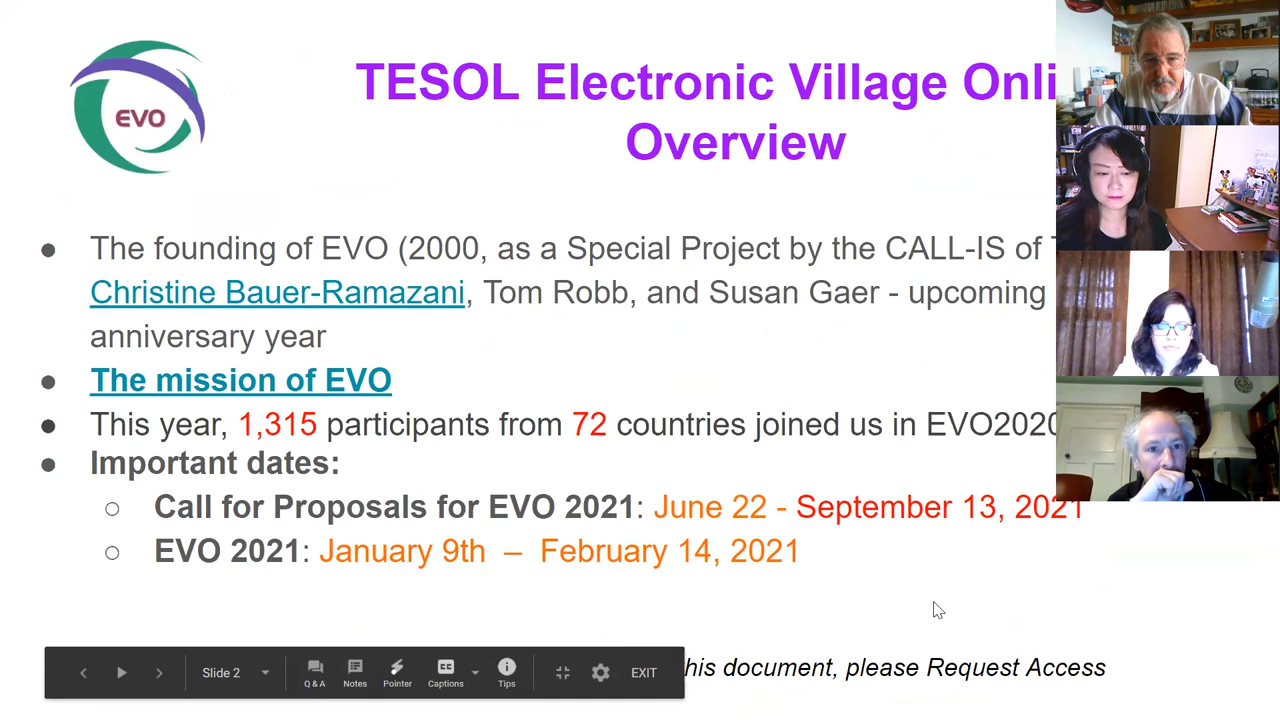 EVO
TESOL Electronic Village Onli
Overview
● The founding of EVO (2000, as a Special Project by the CALL-IS of
Christine Bauer-Ramazani, Tom Robb, and Susan Gaer - upcoming
anniversary year
● The mission of EVO
● This year, 1,315 participants from 72 countries joined us in EVO2020
● Important dates:
○ Call for Proposals for EVO 2021: June 22 - September 13, 2021
○ EVO 2021: January 9th – February 14, 2021
his document, please Request Access
Slide 2
Q & A Notes Pointer Captions Tips EXIT